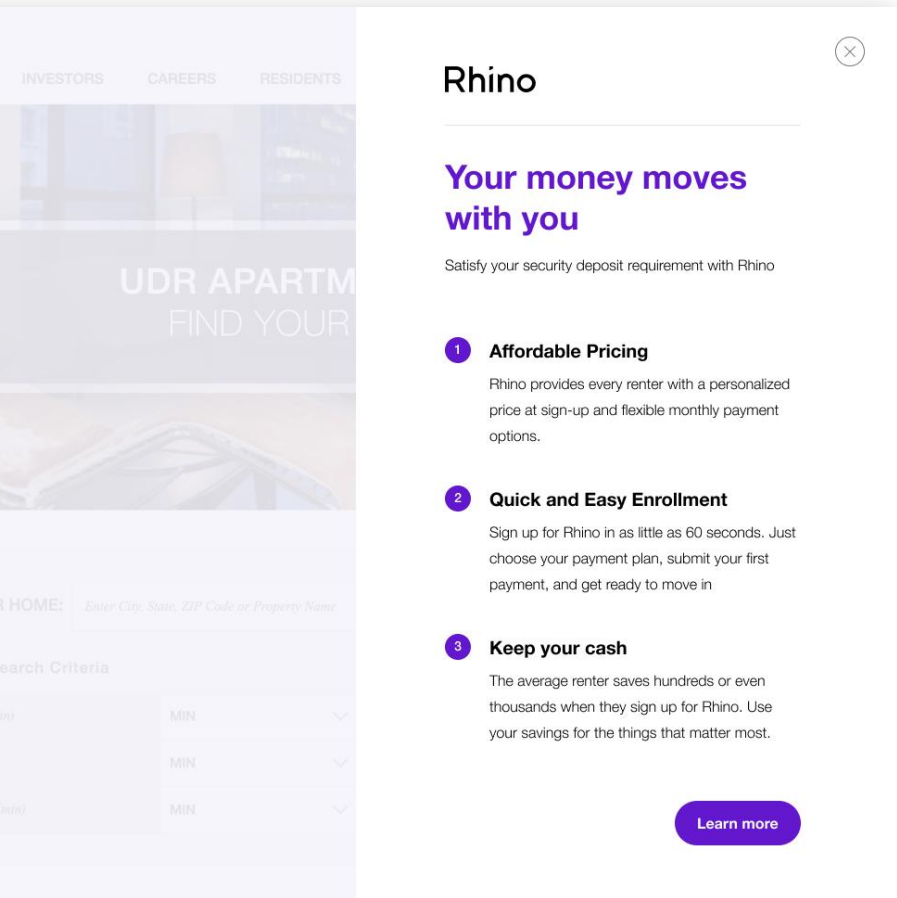 INVESTORS CAREERS RESIDENTS
UDR APARTM
FIND YOUR
R HOME: Enter City, State, ZIP Code or Property Name
earch Criteria
MIN
MIN
min) MIN
Rhino
Your money moves
with you
Satisfy your security deposit requirement with Rhino
1 Affordable Pricing
Rhino provides every renter with a personalized
price at sign-up and flexible monthly payment
options.
2 Quick and Easy Enrollment
Sign up for Rhino in as little as 60 seconds. Just
choose your payment plan, submit your first
payment, and get ready to move in
3 Keep your cash
The average renter saves hundreds or even
thousands when they sign up for Rhino. Use
your savings for the things that matter most.
Learn more